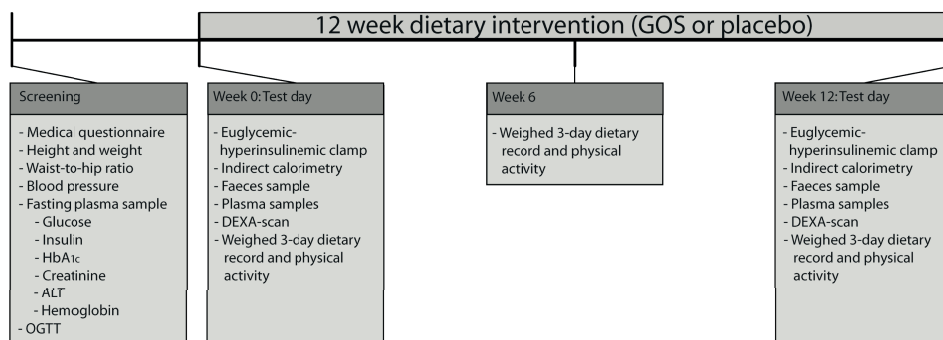 12 week dietary intervention (GOS or placebo)
Screening
- Medical questionnaire
- Height and weight
- Waist-to-hip ratio
- Blood pressure
- Fasting plasma sample
- Glucose
- Insulin
- HbA1c
- Creatinine
- ALT
- Hemoglobin
- OGTT
Week 0: Test day
- Euglycemic-
hyperinsulinemic clamp
- Indirect calorimetry
- Faeces sample
- Plasma samples
- DEXA-scan
- Weighed 3-day dietary
record and physical
activity
Week 6
- Weighed 3-day dietary
record and physical
activity
Week 12: Test day
- Euglycemic-
hyperinsulinemic clamp
- Indirect calorimetry
- Faeces sample
- Plasma samples
- DEXA-scan
- Weighed 3-day dietary
record and physical
activity